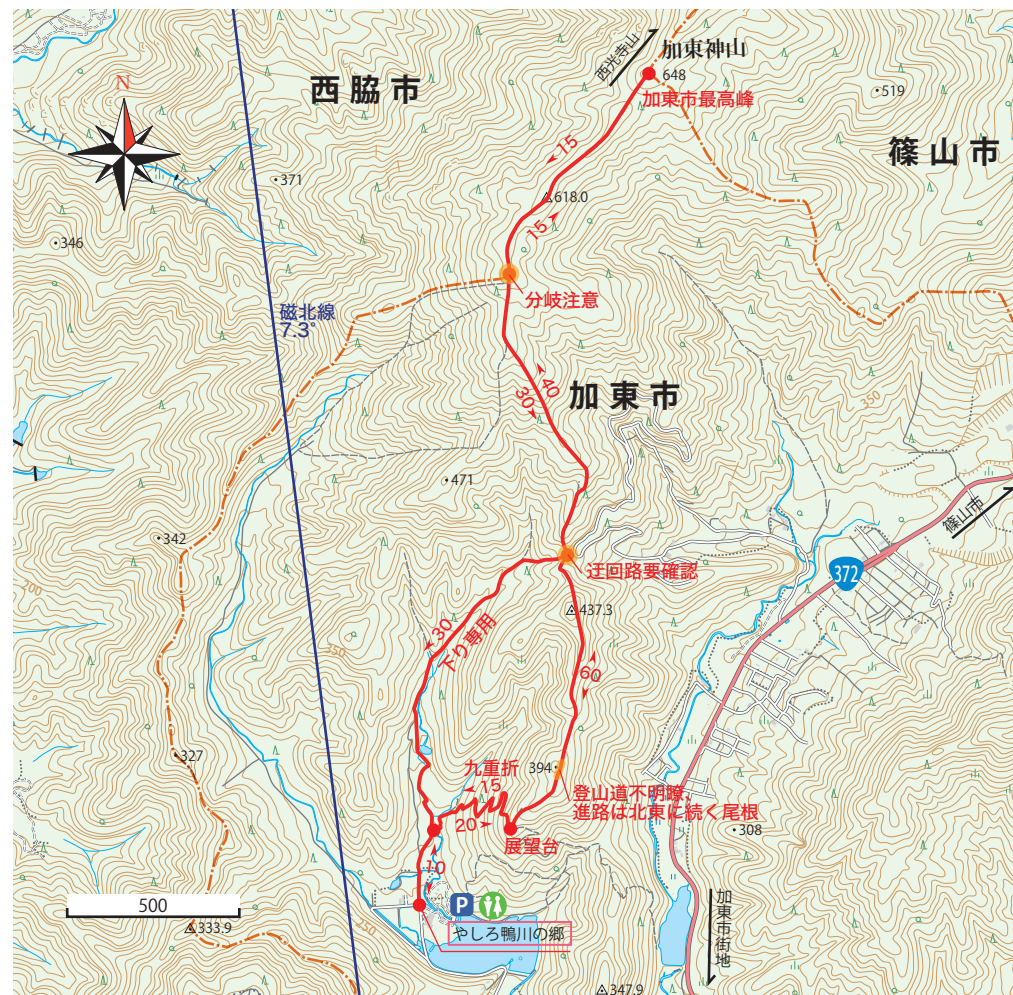 西光寺山
加東神山
648
加東市最高峰
西脇市
519
篠山市
N
371
15
618.0
15
346
分岐注意
磁北線
7.3°
40
30
加東市
350
471
篠山市
342
迂回路要確認
372
200
437.3
30
下り専用
350
60
327
九重折
15
394
登山道不明瞭、
進路は北東に続く尾根
20
展望台
308
10
500
P
やしろ鴨川の郷
加東市街地
333.9
347.9